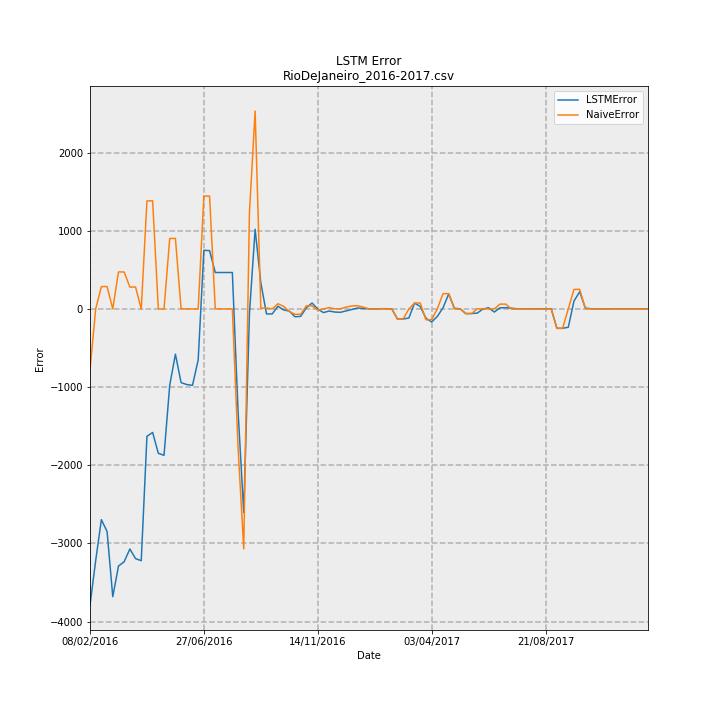 LSTM Error
RioDeJaneiro_2016-2017.csv
LSTMError
NaiveError
2000
1000
0
−1000
−2000
−3000
−4000
Error
08/02/2016 27/06/2016 14/11/2016 03/04/2017 21/08/2017
Date